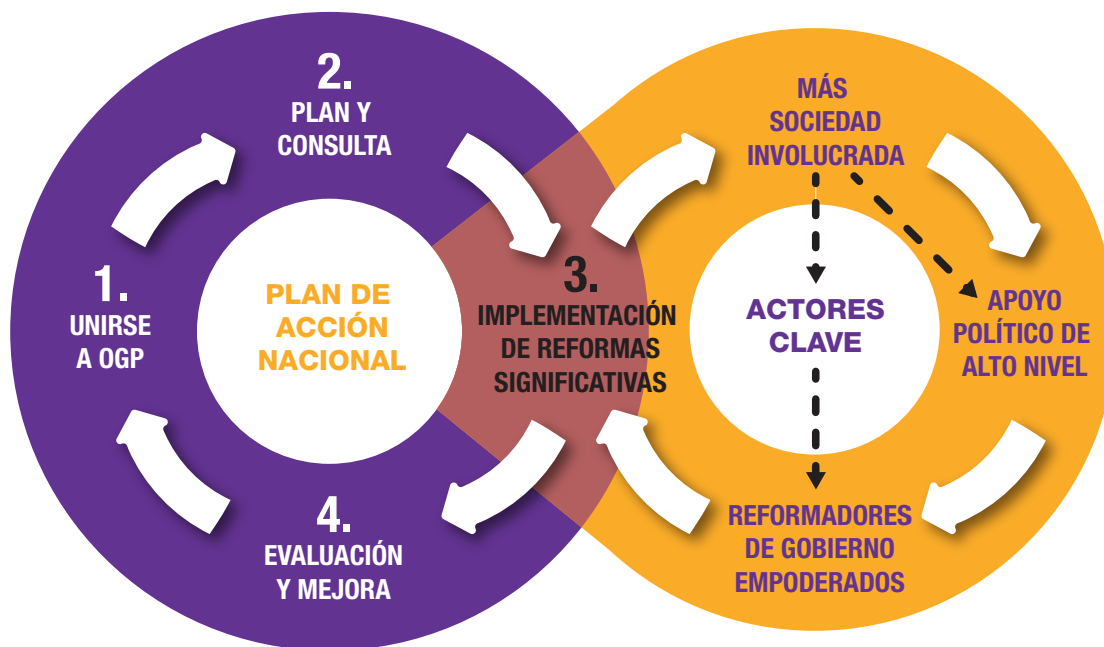 1.
UNIRSE
A OGP
2.
PLAN Y
CONSULTA
3.
IMPLEMENTACIÓN
DE REFORMAS
SIGNIFICATIVAS
4.
EVALUACIÓN
Y MEJORA
PLAN DE
ACCIÓN
NACIONAL
MÁS
SOCIEDAD
INVOLUCRADA
APOYO
POLÍTICO DE
ALTO NIVEL
REFORMADORES
DE GOBIERNO
EMPODERADOS
ACTORES
CLAVE